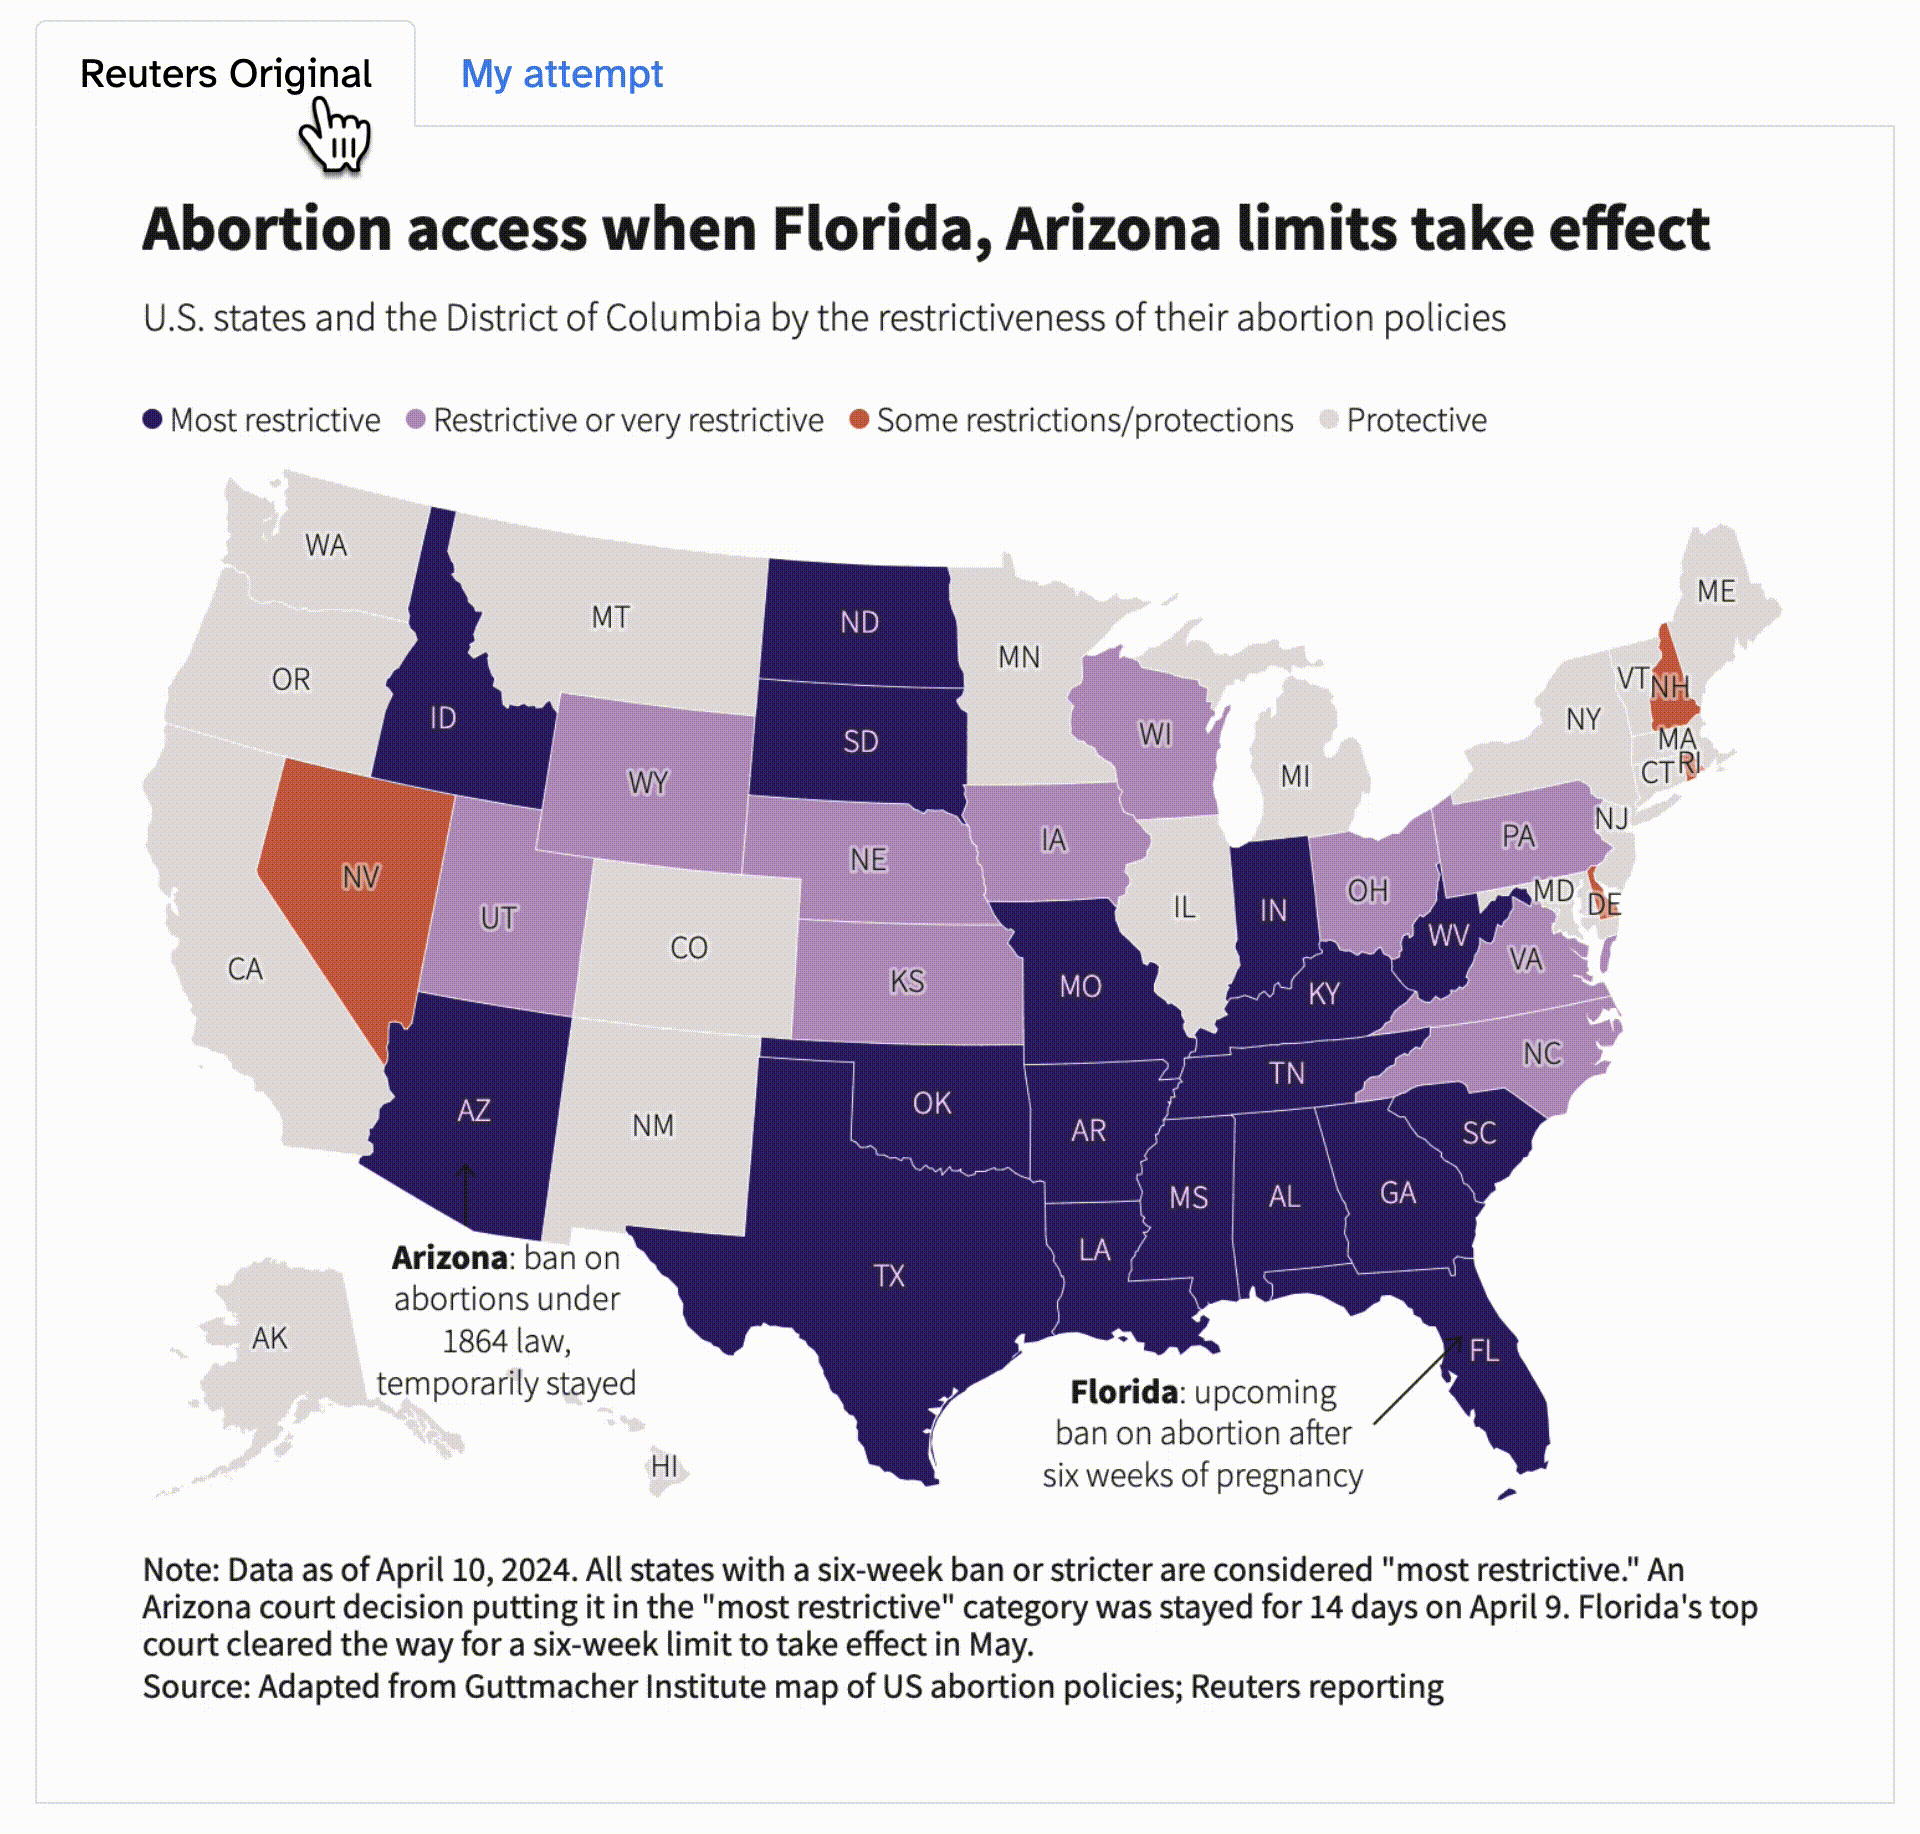 Reuters Original
My attempt
Abortion access when Florida, Arizona limits take effect
U.S. states and the District of Columbia by the restrictiveness of their abortion policies
Most restrictive
Restrictive or very restrictive
Some restrictions/protections
Protective
WA
ME
MT
ND
MN
OR
VT
NH
ID
SD
WI
NY
MA
WY
MI
CT
RI
NJ
IA
PA
NE
NV
OH
MD
UT
IL
IN
DE
CO
WV
VA
CA
KS
MO
KY
NC
TN
AZ
OK
NM
AR
SC
MS
AL
GA
LA
TX
Arizona: ban on
abortions under
1864 law,
temporarily stayed
AK
HI
FL
Florida: upcoming
ban on abortion after
six weeks of pregnancy
Note: Data as of April 10, 2024. All states with a six-week ban or stricter are considered "most restrictive." An
Arizona court decision putting it in the "most restrictive" category was stayed for 14 days on April 9. Florida's top
court cleared the way for a six-week limit to take effect in May.
Source: Adapted from Guttmacher Institute map of US abortion policies; Reuters reporting